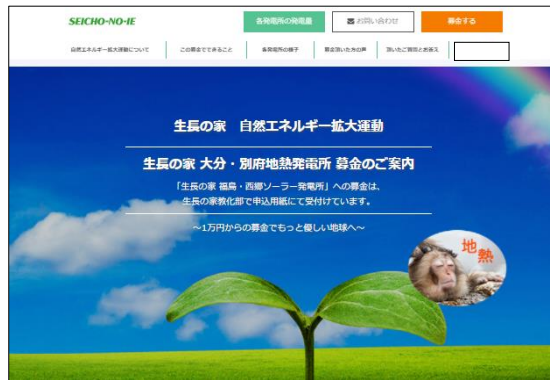 SEICHO-NO-IE
各発電所の発電量
お問い合わせ
募金する
自然エネルギー拡大運動について
この募金でできること
各発電所の様子
募金頂いた方の声
頂いたご質問とお答え
生長の家 自然エネルギー拡大運動
生長の家 大分・別府地熱発電所 募金のご案内
「生長の家 福島・西郷ソーラー発電所」への募金は、
生長の家教化部で申込用紙にて受付けています。
〜1万円からの募金でもっと優しい地球へ〜
地熱